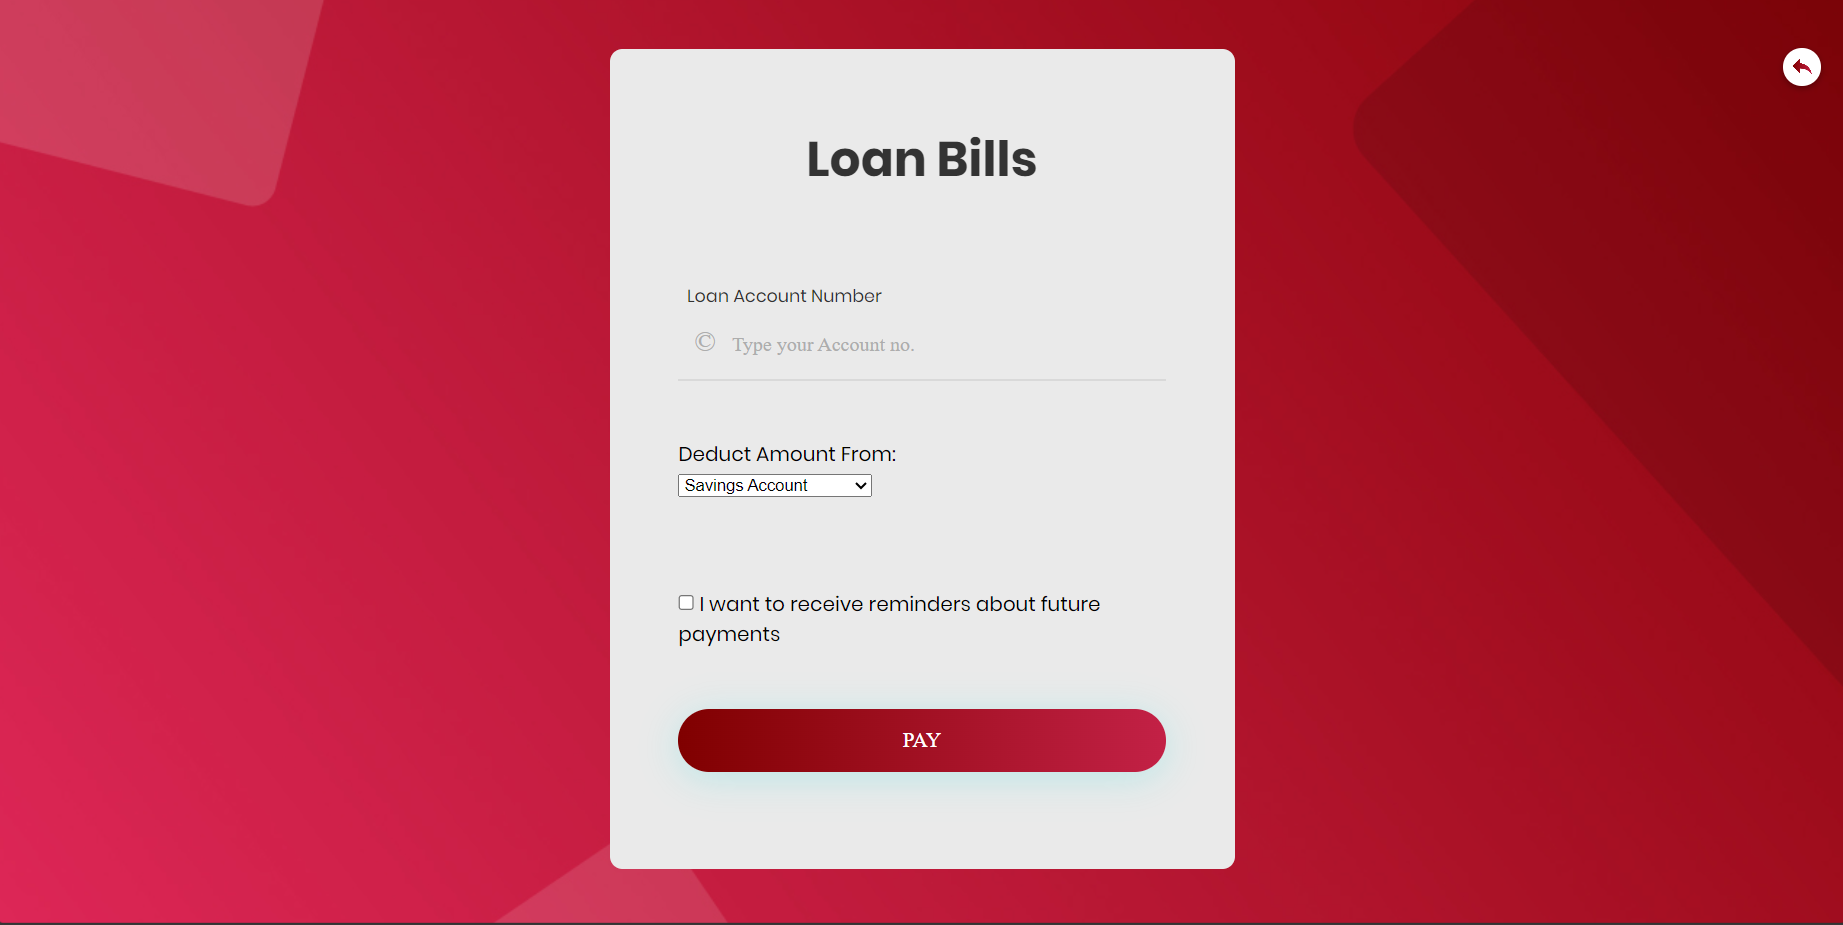 Loan Bills
Loan Account Number
© Type your Account no.
Deduct Amount From:
Savings Account
I want to receive reminders about future
payments
PAY